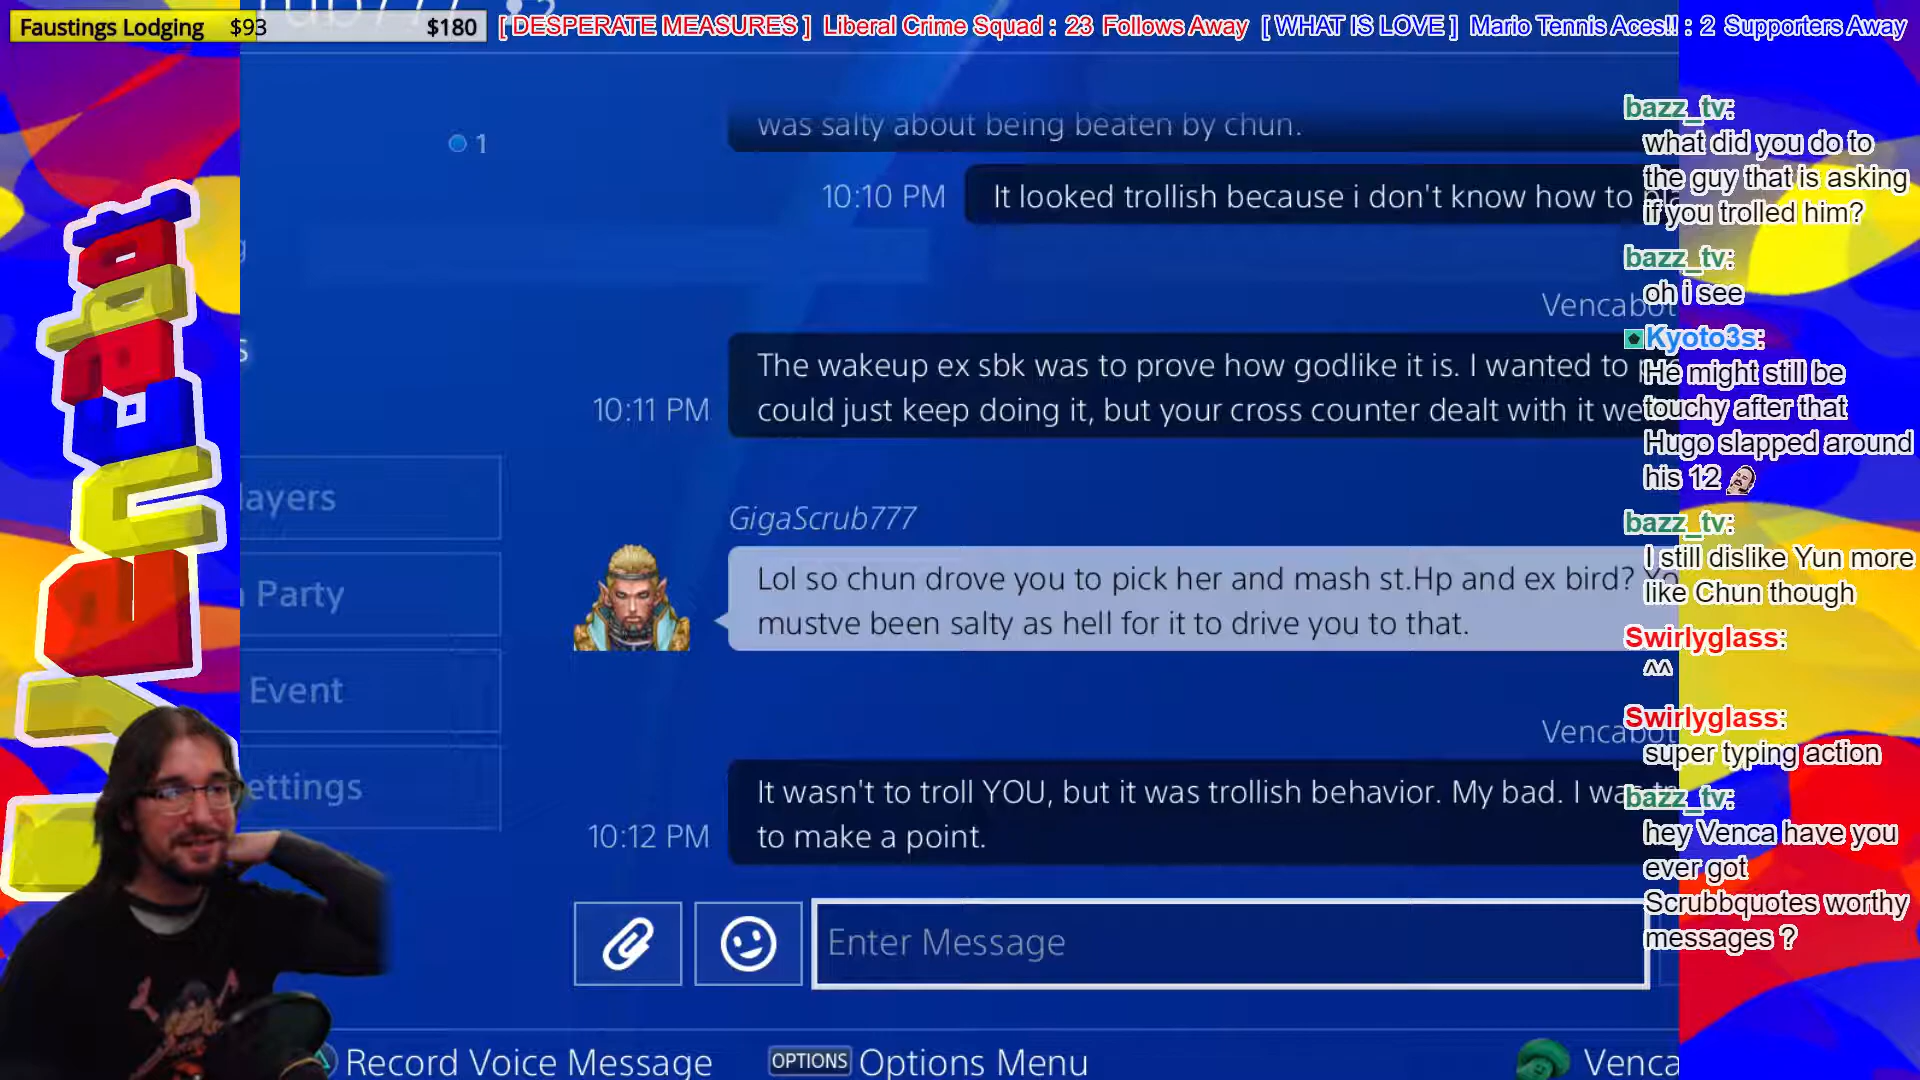 Faustings Lodging $93 $180
[ DESPERATE MEASURES ] Liberal Crime Squad : 23 Follows Away [ WHAT IS LOVE ] Mario Tennis Aces!! : 2 Supporters Away
1
was salty about being beaten by chun.
10:10 PM
It looked trollish because i don't know how to
Vencabot
The wakeup ex sbk was to prove how godlike it is. I wanted to
could just keep doing it, but your cross counter dealt with it we
10:11 PM
GigaScrub777
Lol so chun drove you to pick her and mash st.Hp and ex bird? Yo
mustve been salty as hell for it to drive you to that.
Vencabot
It wasn't to troll YOU, but it was trollish behavior. My bad. I was
to make a point.
10:12 PM
ayers
Party
Event
ettings
Enter Message
Record Voice Message
OPTIONS Options Menu
Venca
bazz_tv:
what did you do to
the guy that is asking
if you trolled him?
bazz_tv:
oh i see
Kyoto3s:
He might still be
touchy after that
Hugo slapped around
his 12
bazz_tv:
I still dislike Yun more
like Chun though
Swirlyglass:
^^
Swirlyglass:
super typing action
bazz_tv:
hey Venca have you
ever got
Scrubbquotes worthy
messages ?